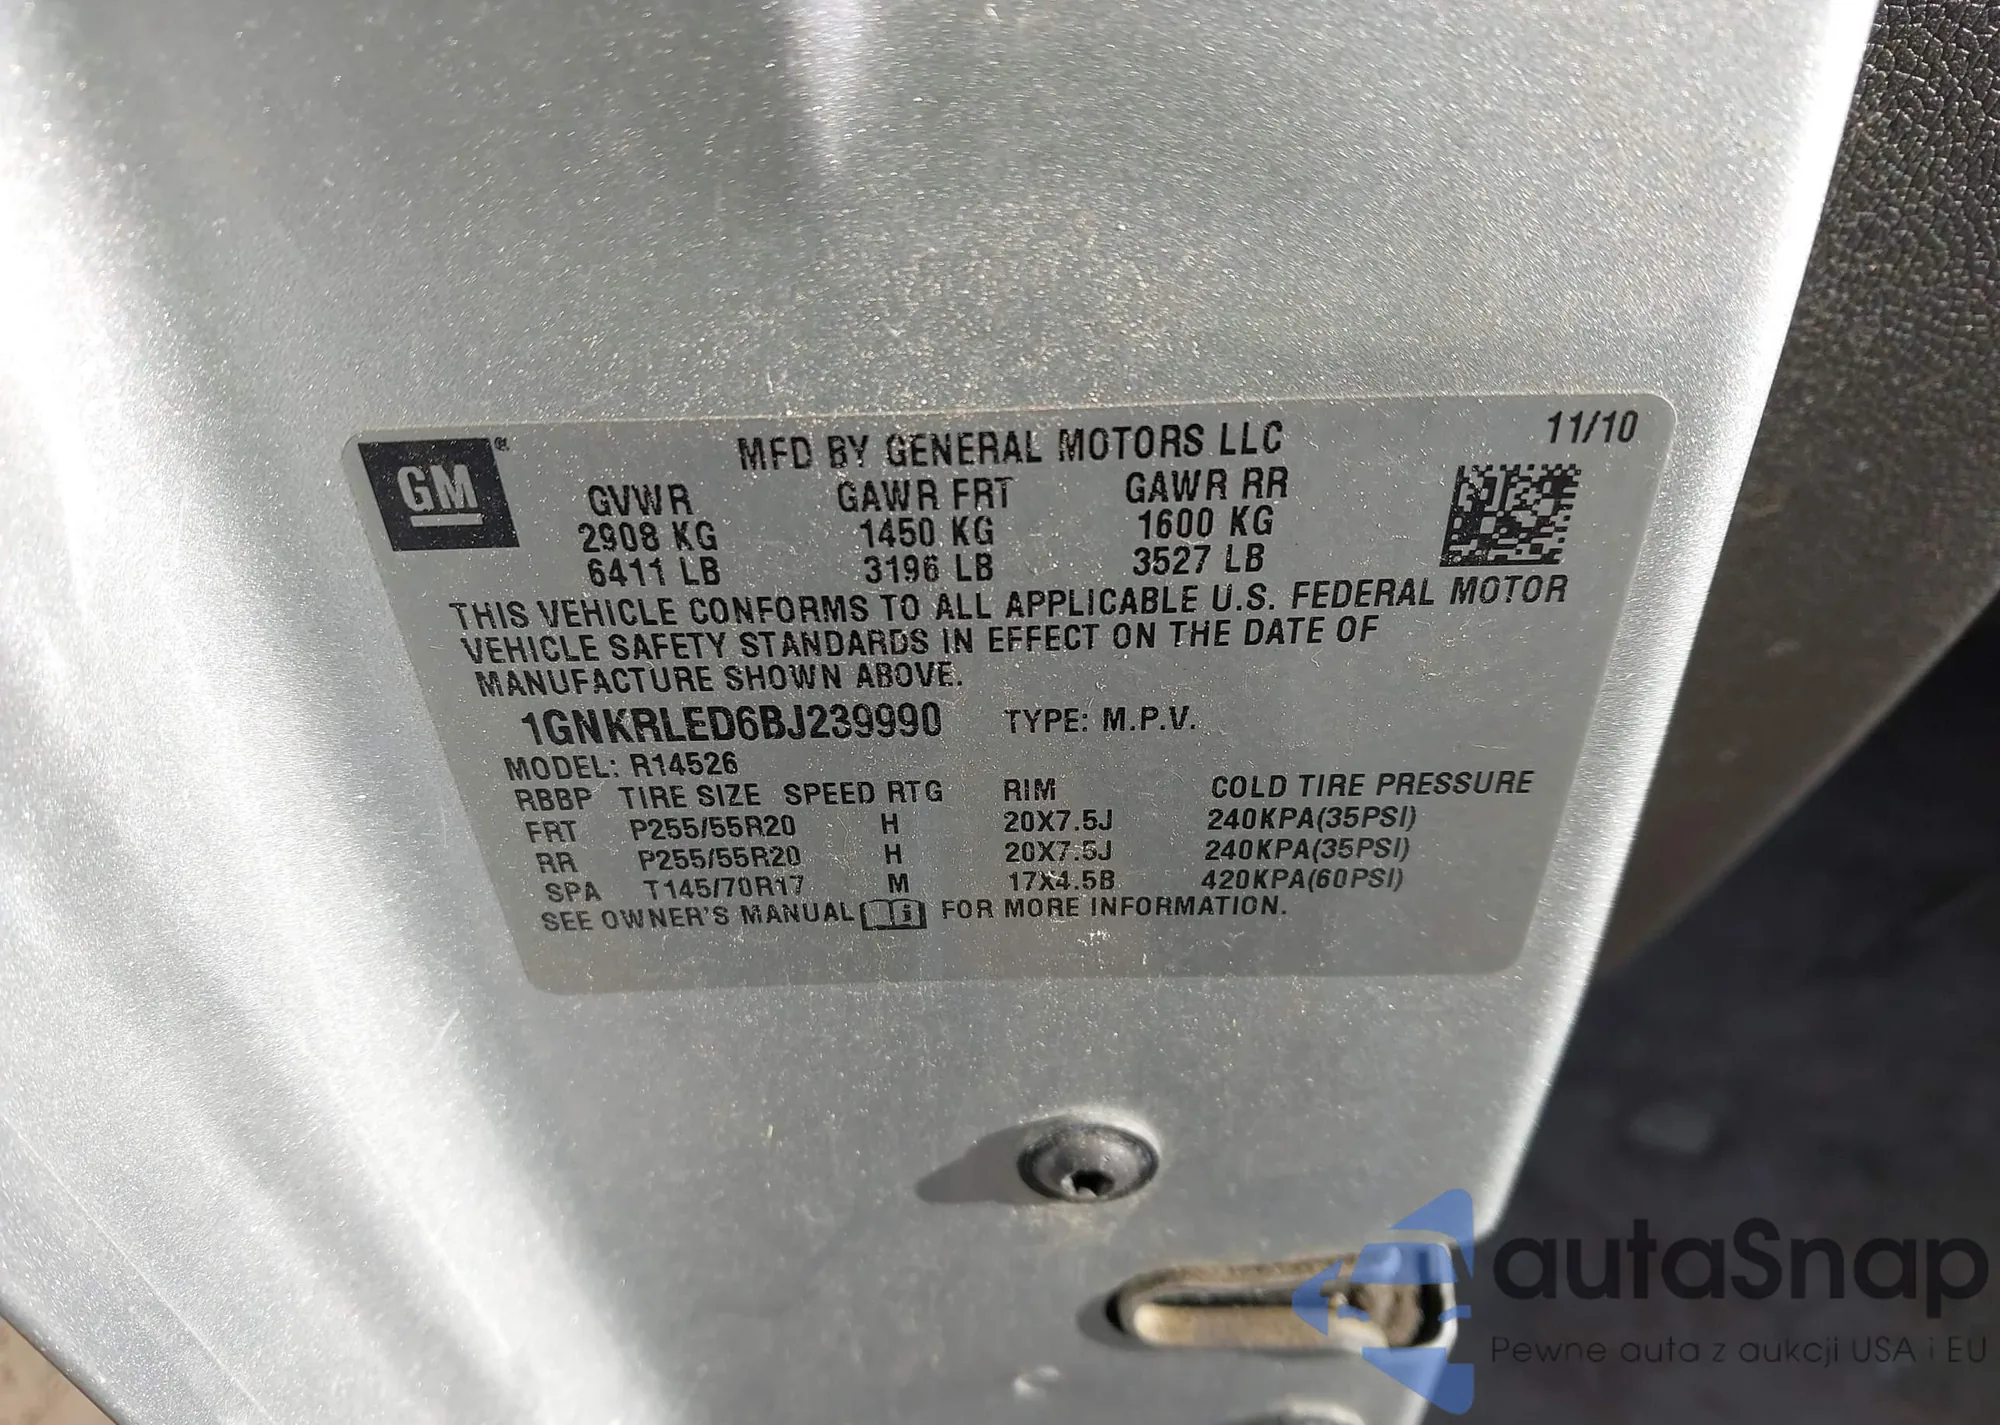 11/10
GM ®
MFD BY GENERAL MOTORS LLC
GVWR GAWR FRT GAWR RR
2908 KG 1450 KG 1600 KG
6411 LB 3196 LB 3527 LB
THIS VEHICLE CONFORMS TO ALL APPLICABLE U.S. FEDERAL MOTOR
VEHICLE SAFETY STANDARDS IN EFFECT ON THE DATE OF
MANUFACTURE SHOWN ABOVE.
1GNKRLED6BJ239990 TYPE: M.P.V.
MODEL: R14526
RBBP TIRE SIZE SPEED RTG RIM COLD TIRE PRESSURE
FRT P255/55R20 H 20X7.5J 240KPA(35PSI)
RR P255/55R20 H 20X7.5J 240KPA(35PSI)
SPA T145/70R17 M 17X4.5B 420KPA(60PSI)
SEE OWNER'S MANUAL i FOR MORE INFORMATION.
autaSnap
Pewne auta z aukcji USA i EU